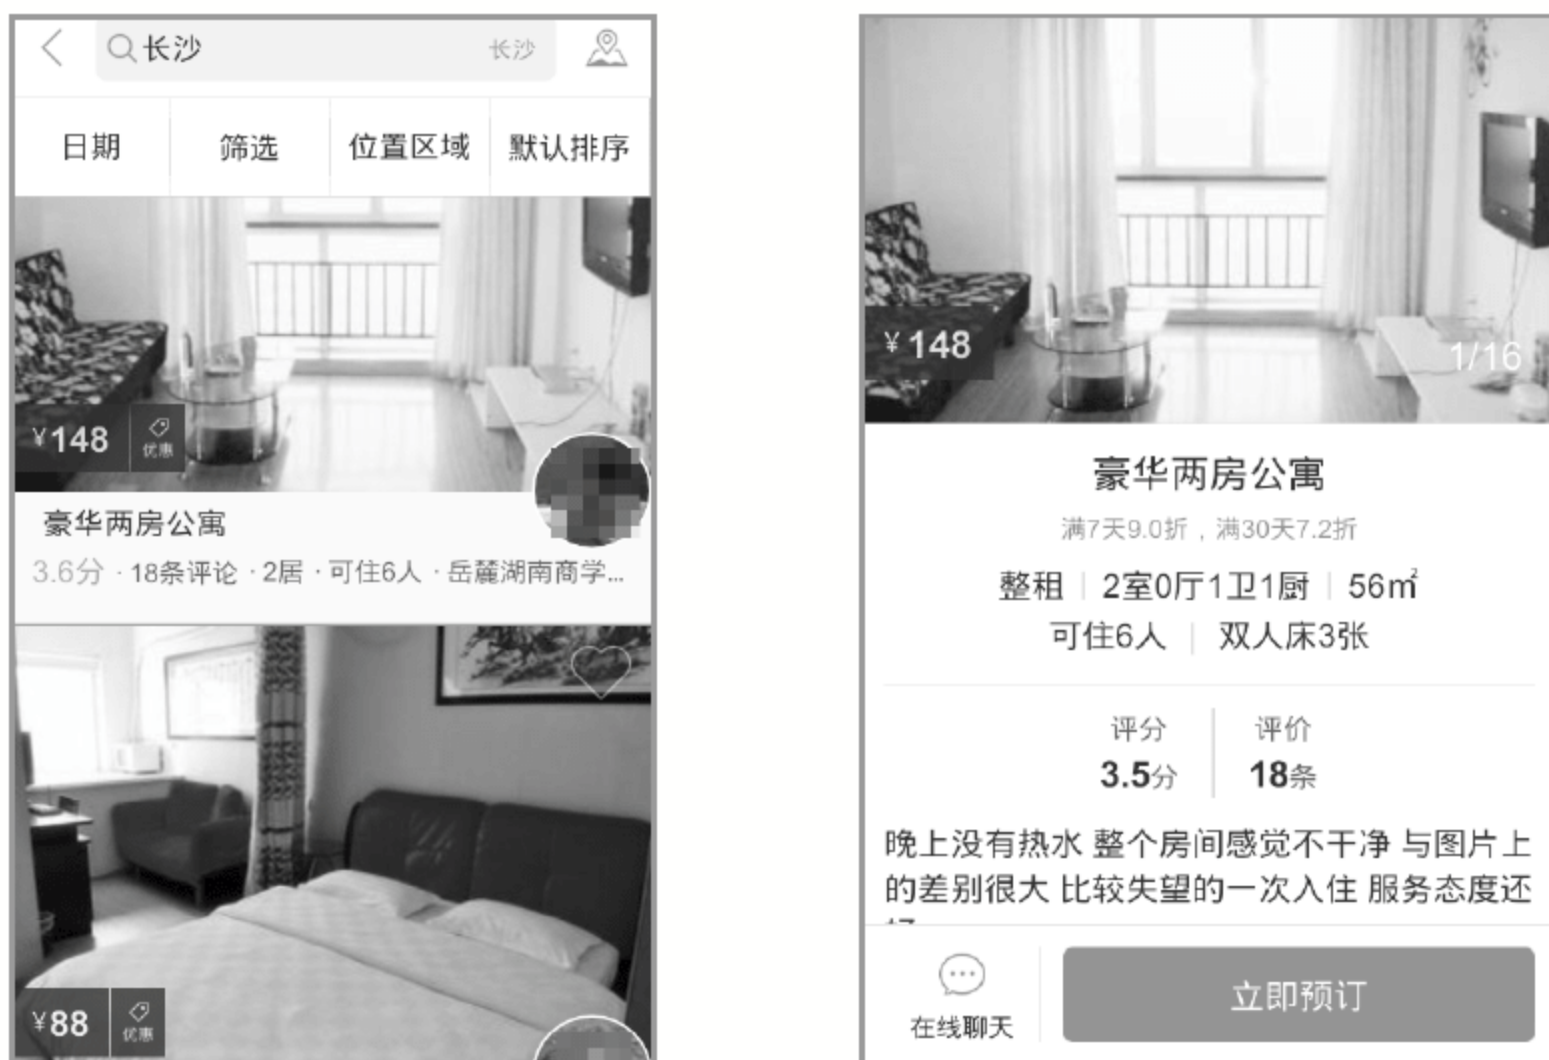 长沙 长沙
日期 筛选 位置区域 默认排序
¥148 优惠
豪华两房公寓
3.6分 · 18条评论 · 2居 · 可住6人 · 岳麓湖南商学...
¥88 优惠
¥148
1/16
豪华两房公寓
满7天9.0折，满30天7.2折
整租 | 2室0厅1卫1厨 | 56㎡
可住6人 | 双人床3张
评分 评价
3.5分 18条
晚上没有热水 整个房间感觉不干净 与图片上
的差别很大 比较失望的一次入住 服务态度还
在线聊天
立即预订